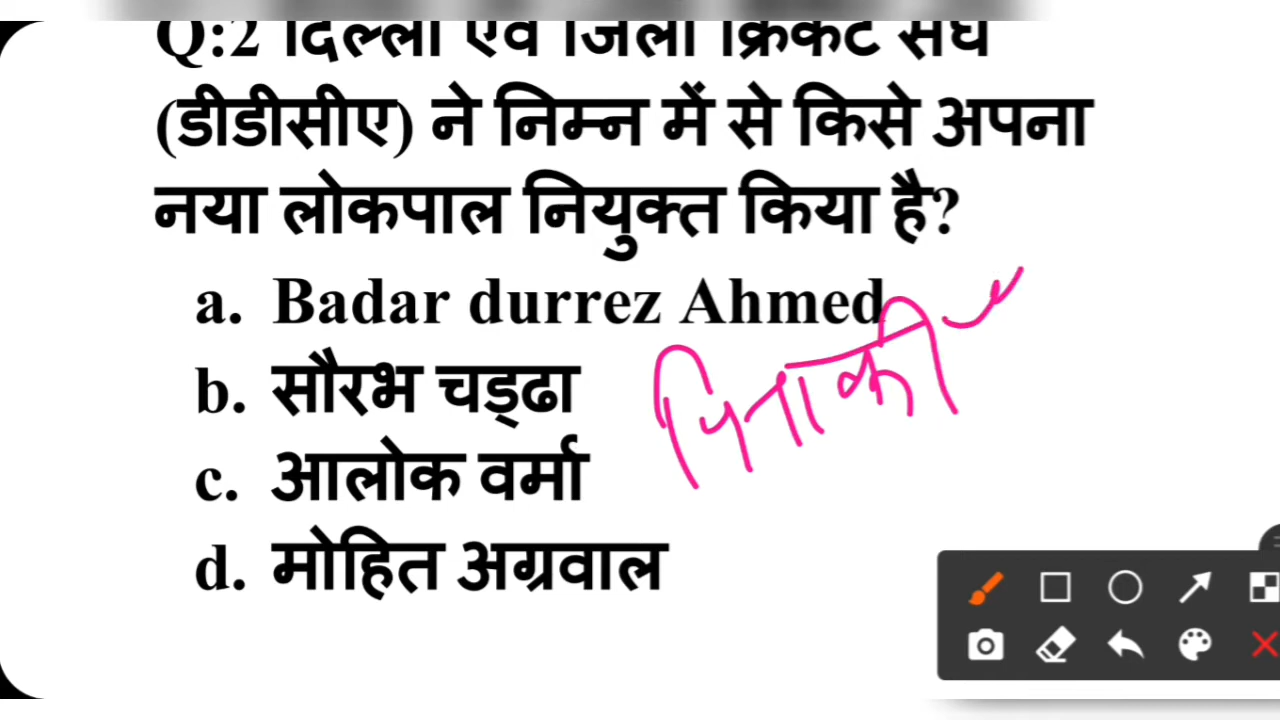 Q:2 दिल्ली एवं जिला क्रिकेट संघ
(डीडीसीए) ने निम्न में से किसे अपना
नया लोकपाल नियुक्त किया है?
a. Badar durrez Ahmed
b. सौरभ चड्ढा
पिनाकी
c. आलोक वर्मा
d. मोहित अग्रवाल